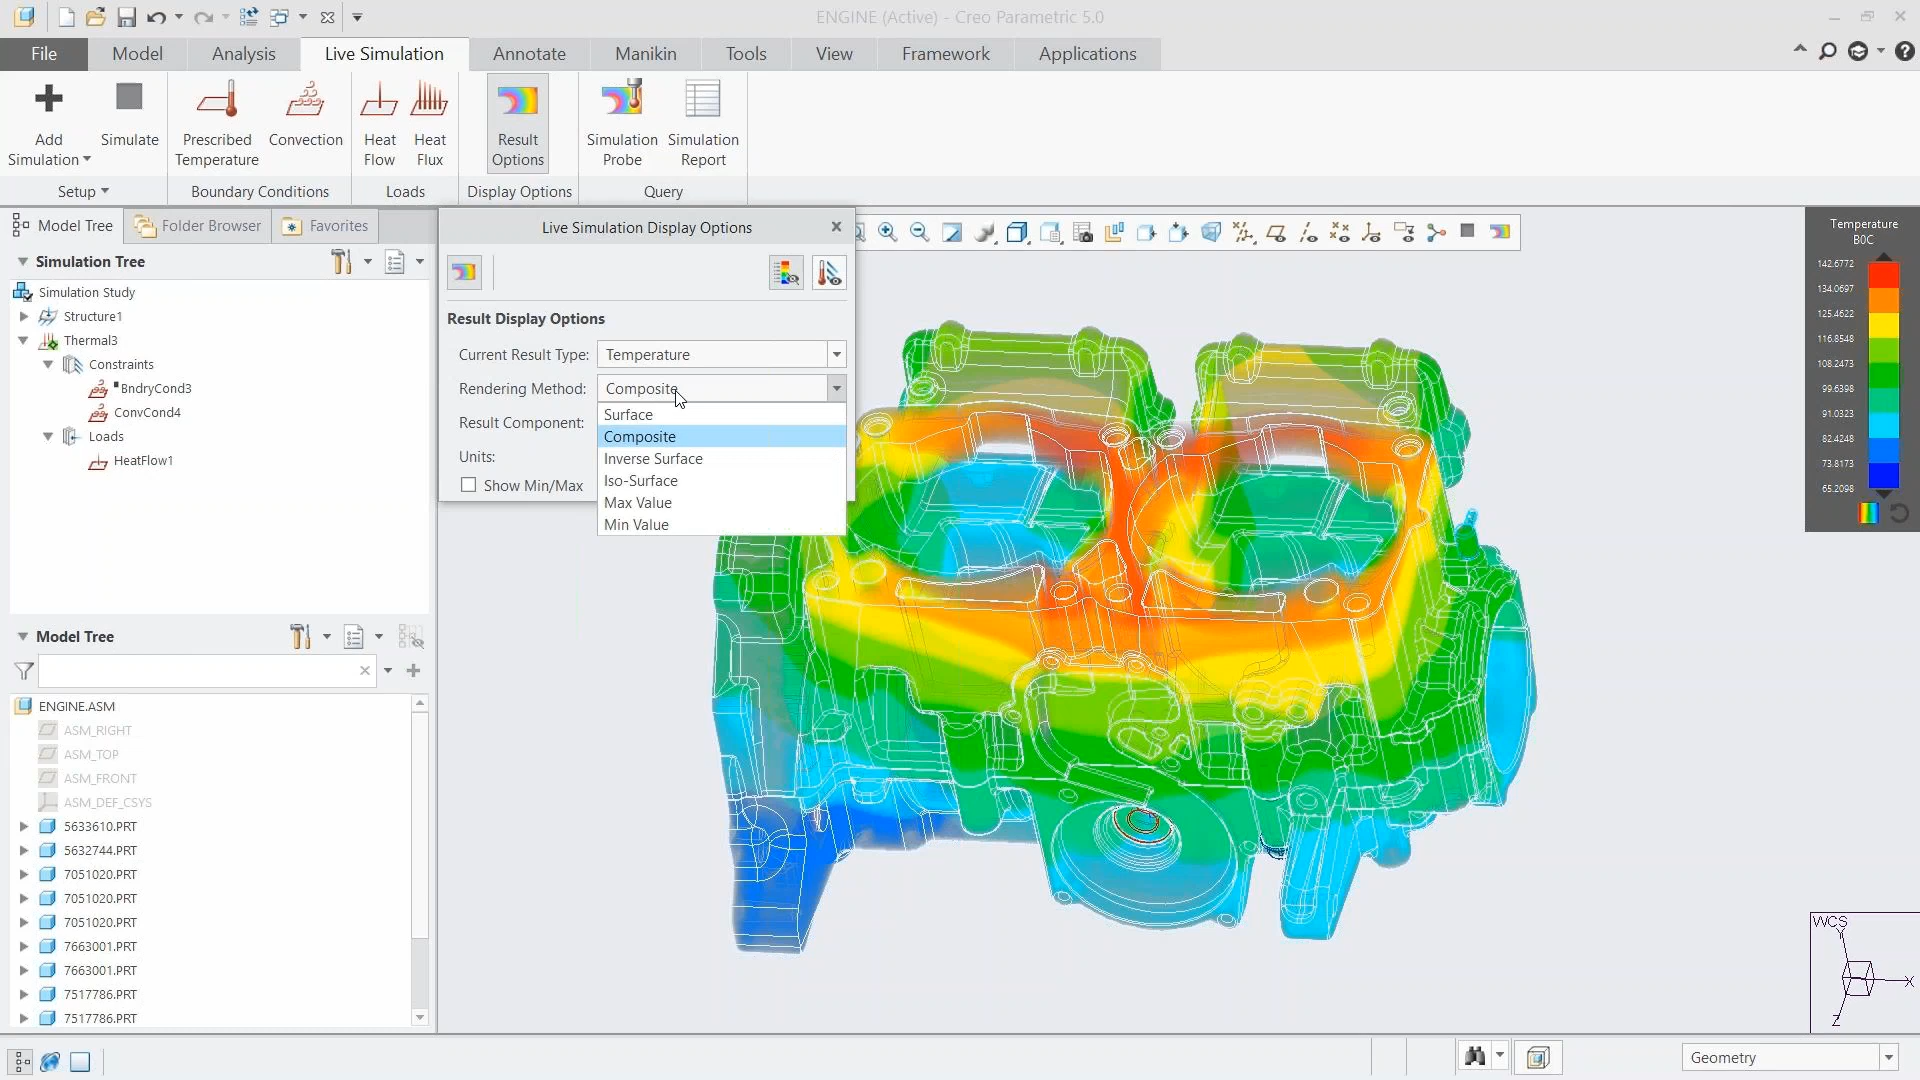 ENGINE (Active) - Creo Parametric 5.0
File
Model
Analysis
Live Simulation
Annotate
Manikin
Tools
View
Framework
Applications
Add
Simulation
Simulate
Prescribed
Temperature
Convection
Heat
Flow
Heat
Flux
Result
Options
Simulation
Probe
Simulation
Report
Setup
Boundary Conditions
Loads
Display Options
Query
Model Tree
Folder Browser
Favorites
Simulation Tree
Simulation Study
Structure1
Thermal3
Constraints
BndryCond3
ConvCond4
Loads
HeatFlow1
Live Simulation Display Options
Result Display Options
Current Result Type: Temperature
Rendering Method: Composite
Result Component:
Units:
Show Min/Max
Surface
Composite
Inverse Surface
Iso-Surface
Max Value
Min Value
Temperature
B0C
142.6772
134.0697
125.4622
116.8548
108.2473
99.6398
91.0323
82.4248
73.8173
65.2098
Model Tree
ENGINE.ASM
ASM_RIGHT
ASM_TOP
ASM_FRONT
ASM_DEF_CSYS
5633610.PRT
5632744.PRT
7051020.PRT
7051020.PRT
7051020.PRT
7663001.PRT
7663001.PRT
7517786.PRT
7517786.PRT
WCS
Y
X
Z
Geometry